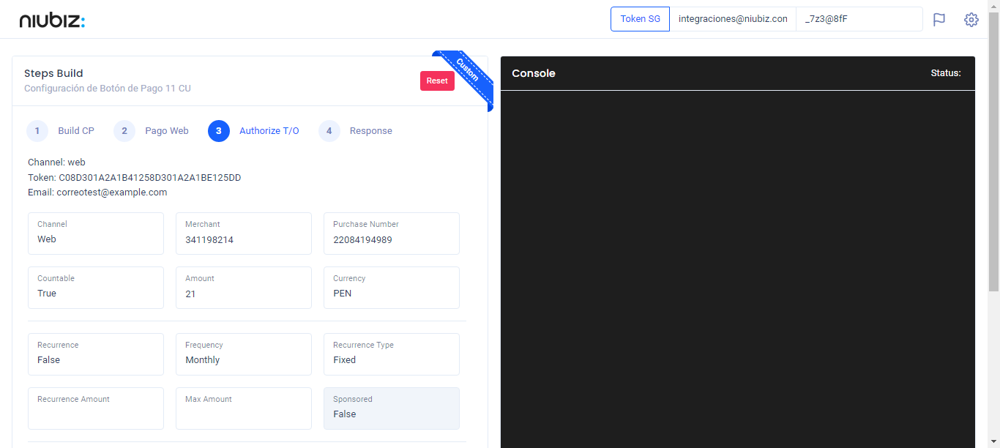 niubiz:
Token SG
integraciones@niubiz.con
_7z3@8fF
Steps Build
Configuración de Botón de Pago 11 CU
Reset
Custom
1 Build CP 2 Pago Web 3 Authorize T/O 4 Response
Channel: web
Token: C08D301A2A1B41258D301A2A1BE125DD
Email: correotest@example.com
Channel
Web
Merchant
341198214
Purchase Number
22084194989
Countable
True
Amount
21
Currency
PEN
Recurrence
False
Frequency
Monthly
Recurrence Type
Fixed
Recurrence Amount
Max Amount
Sponsored
False
Console
Status: